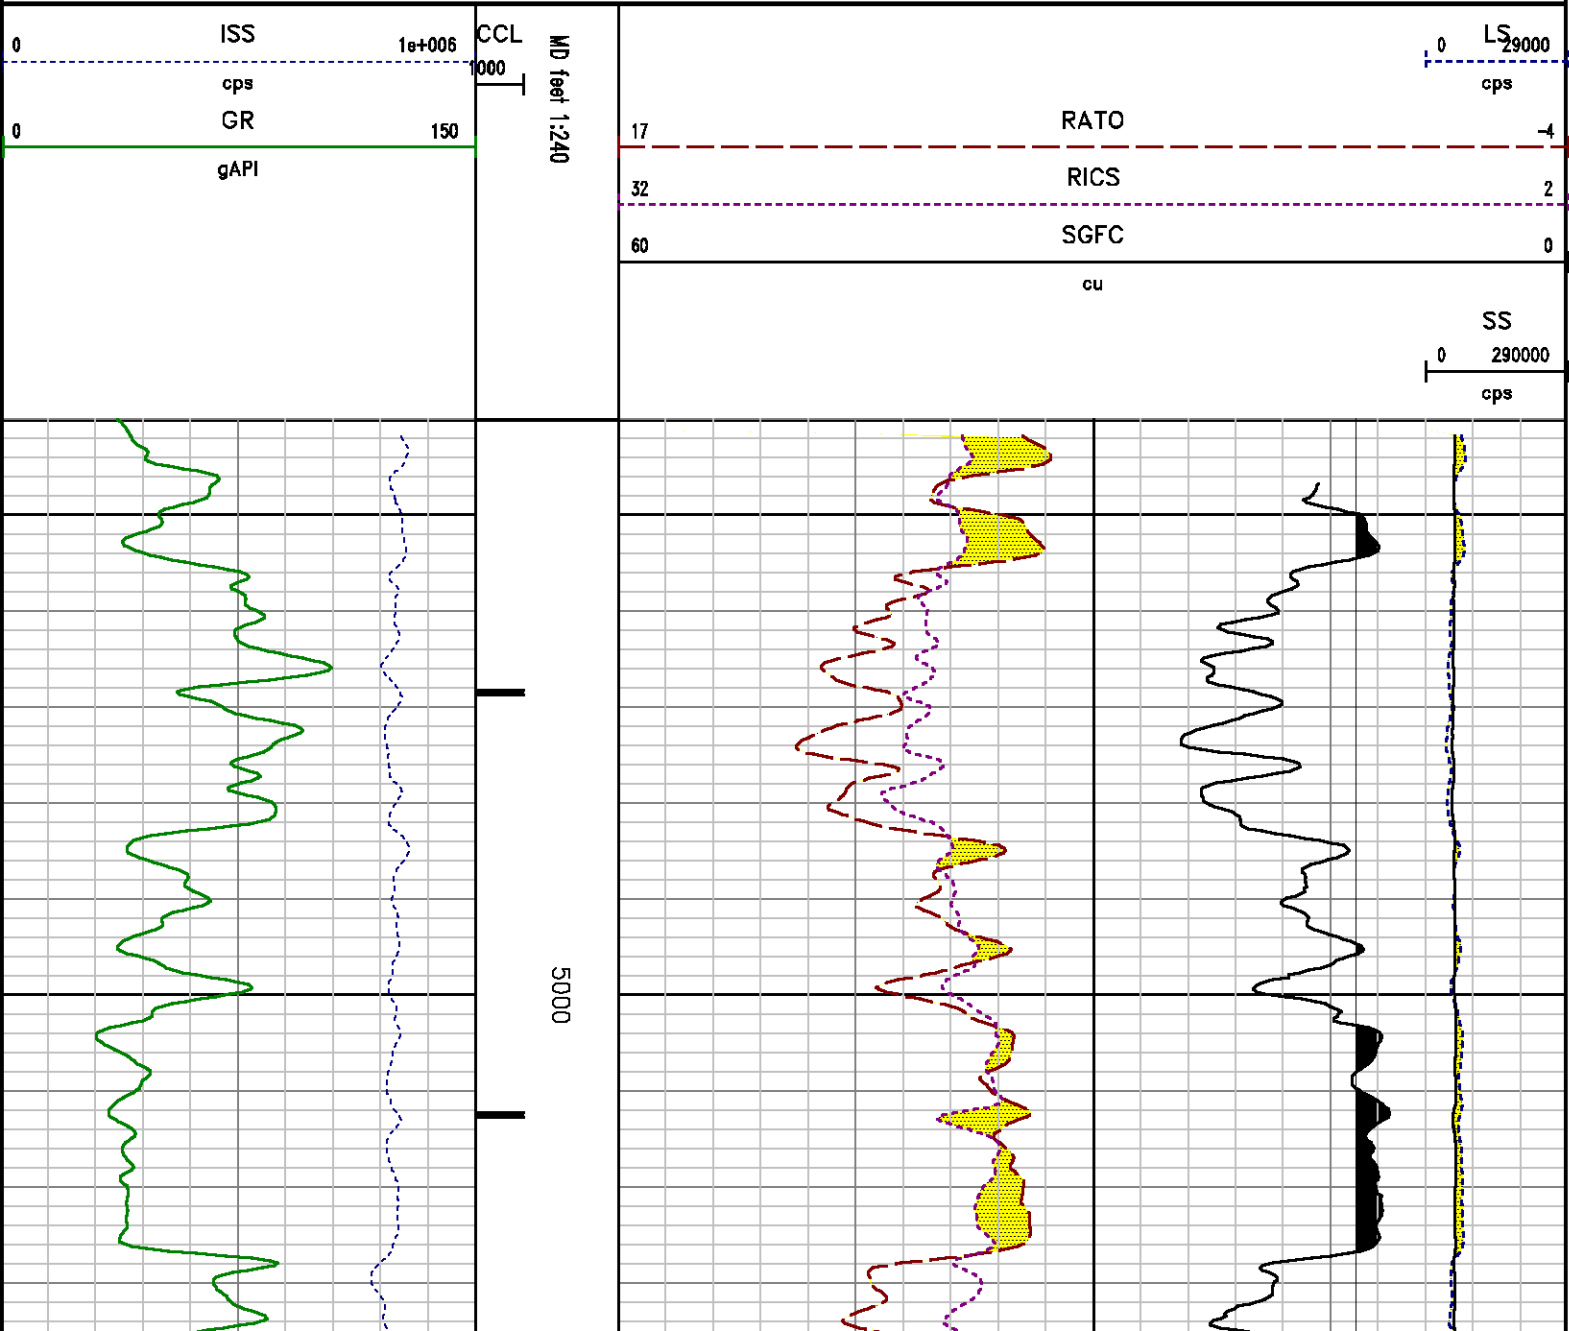 ISS
0 1e+006
cps
GR
0 150
gAPI
CCL
1000
MD feet 1:240
LS
0 29000
cps
RATO
17 -4
RICS
32 2
SGFC
60 0
cu
SS
0 290000
cps
5000